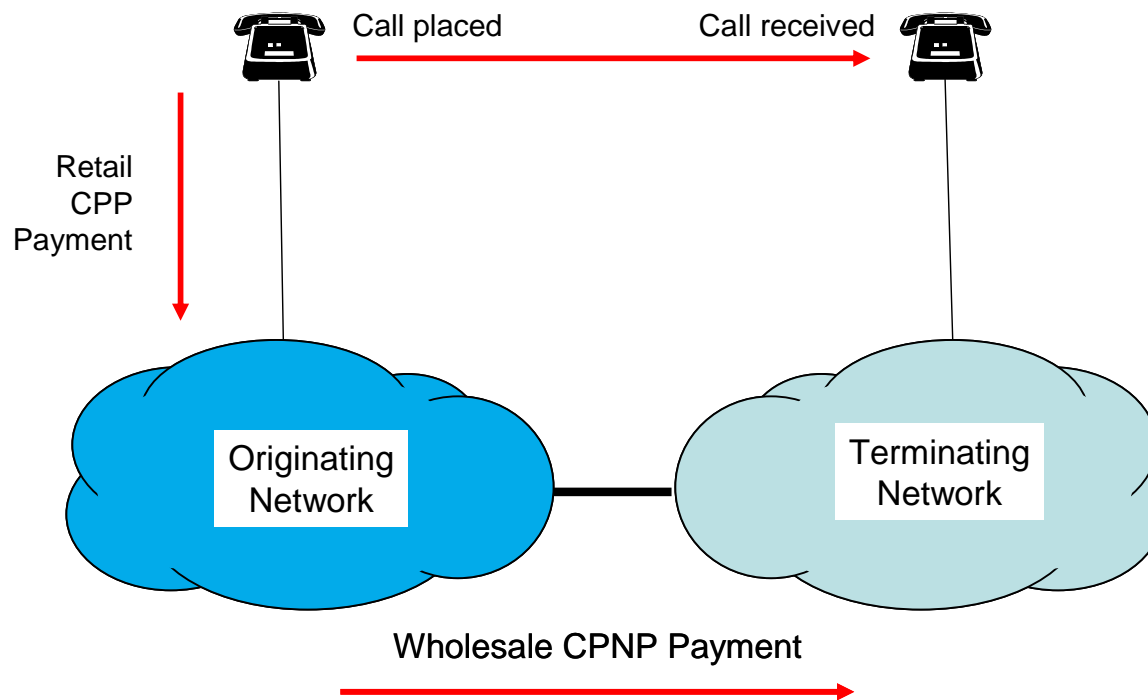 Call placed
Call received
Retail
CPP
Payment
Originating
Network
Terminating
Network
Wholesale CPNP Payment